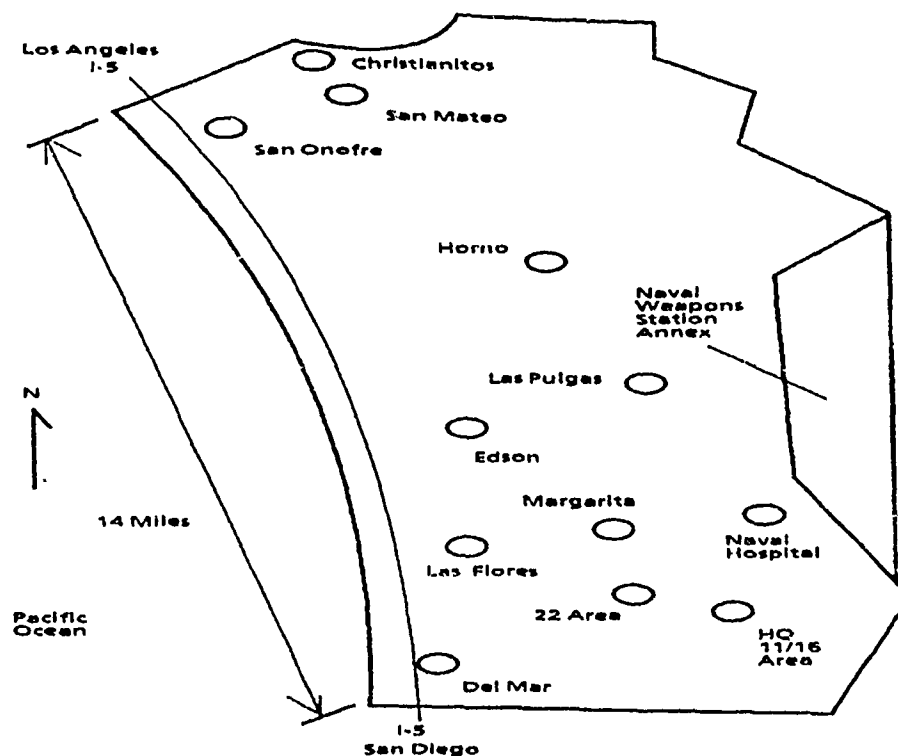 Los Angeles
I-5
Christianitos
San Mateo
San Onofre
Horno
Naval
Weapons
Station
Annex
Las Pulgas
N
Edson
Margarita
14 Miles
Naval
Hospital
Las Flores
22 Area
Pacific
Ocean
HQ
11/16
Area
Del Mar
I-5
San Diego